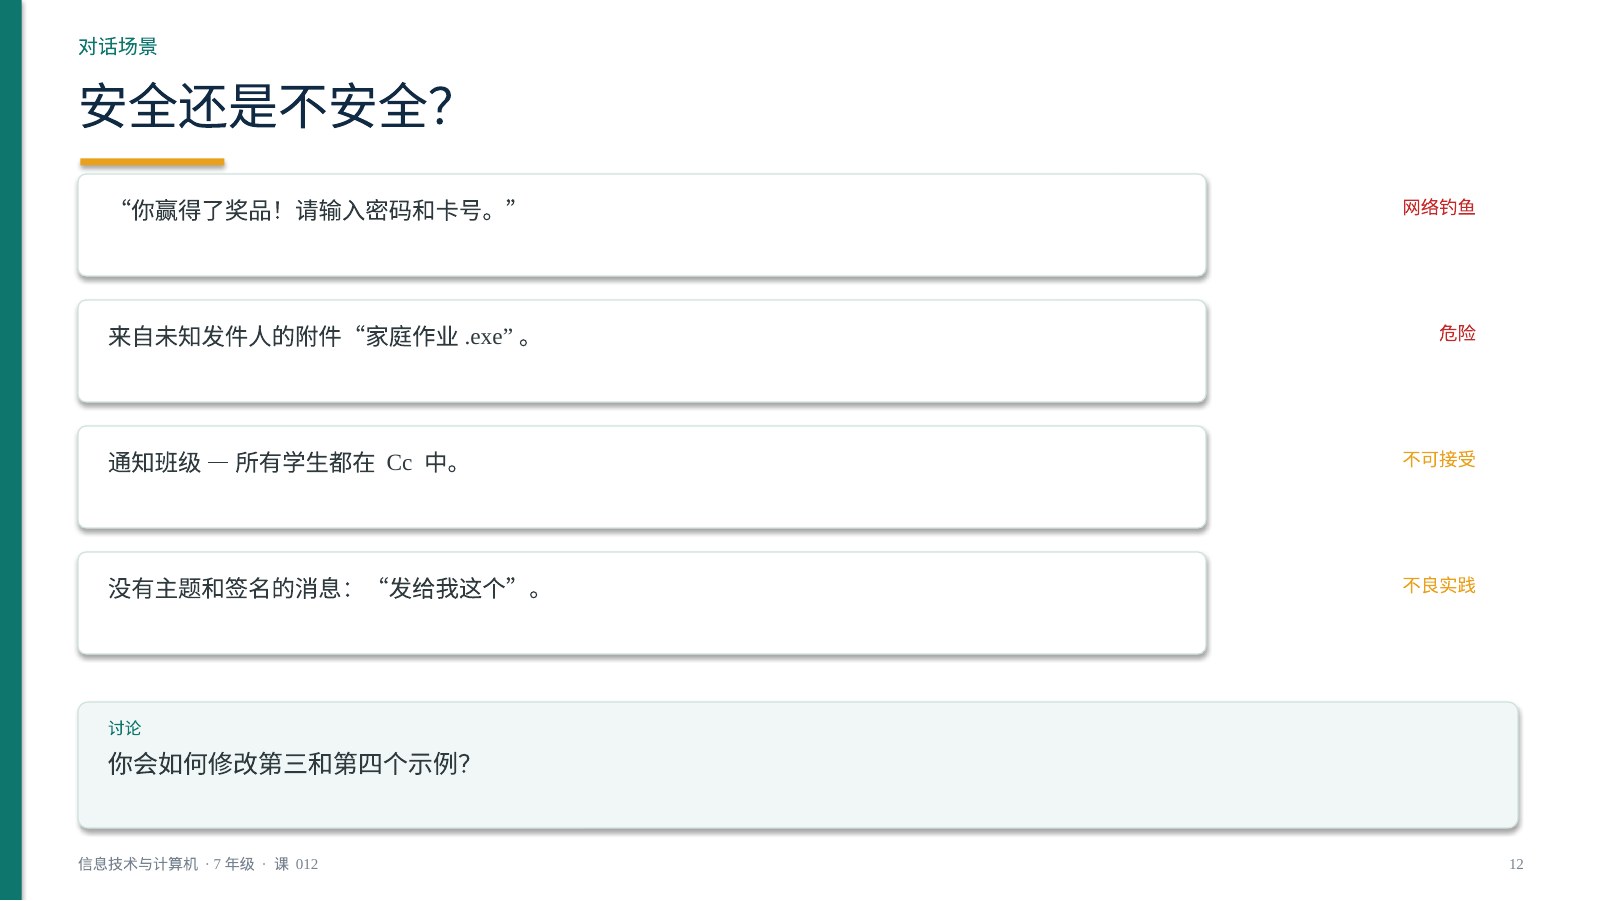 对话场景
安全还是不安全？
“你赢得了奖品！请输入密码和卡号。”
网络钓鱼
来自未知发件人的附件“家庭作业 .exe”。
危险
通知班级 — 所有学生都在 Cc 中。
不可接受
没有主题和签名的消息：“发给我这个”。
不良实践
讨论
你会如何修改第三和第四个示例？
信息技术与计算机 · 7 年级 · 课 012
12